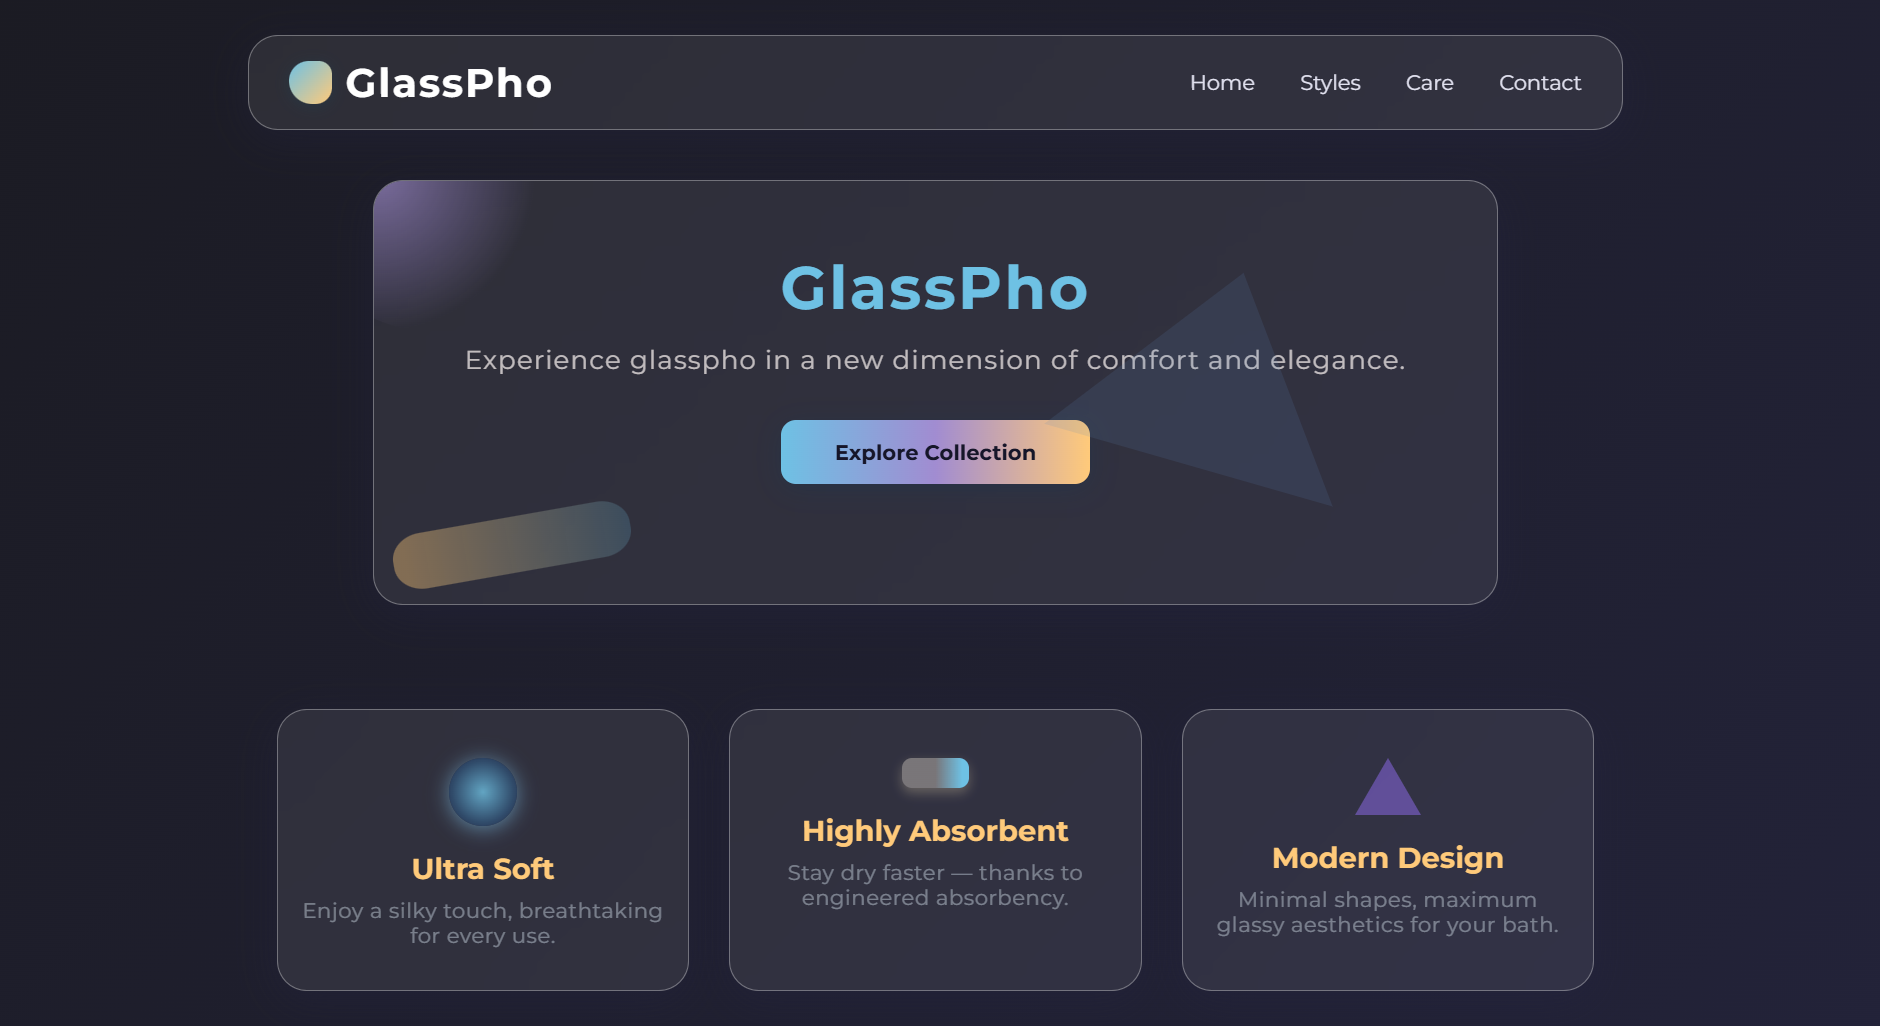 GlassPho
Home
Styles
Care
Contact
GlassPho
Experience glasspho in a new dimension of comfort and elegance.
Explore Collection
Ultra Soft
Enjoy a silky touch, breathtaking
for every use.
Highly Absorbent
Stay dry faster — thanks to
engineered absorbency.
Modern Design
Minimal shapes, maximum
glassy aesthetics for your bath.